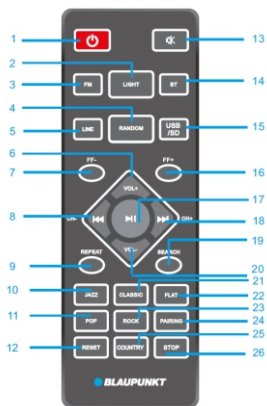 1 13
2
3 FM LIGHT BT 14
4
5 LINE RANDOM USB /SD 15
6 FF- FF+
7 VOL+ 16
17
8 CH- CH+ 18
VOL- 19
9 REPEAT SEARCH 20
21
10 JAZZ CLASSIC FLAT 22
23
11 POP ROCK PAIRING 24
25
12 RESET COUNTRY STOP 26
BLAUPUNKT